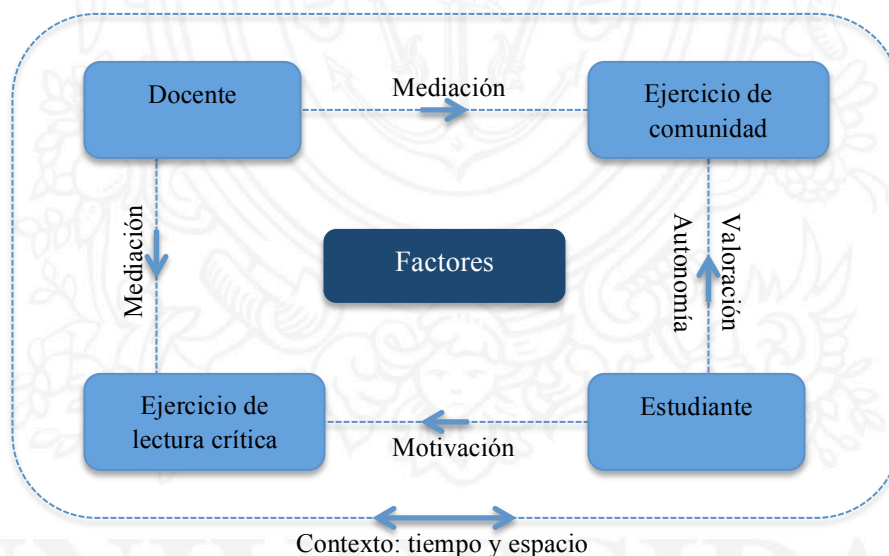 Docente
Mediación
Ejercicio de
comunidad
Mediación
Factores
Autonomía
Valoración
Ejercicio de
lectura crítica
Motivación
Estudiante
Contexto: tiempo y espacio